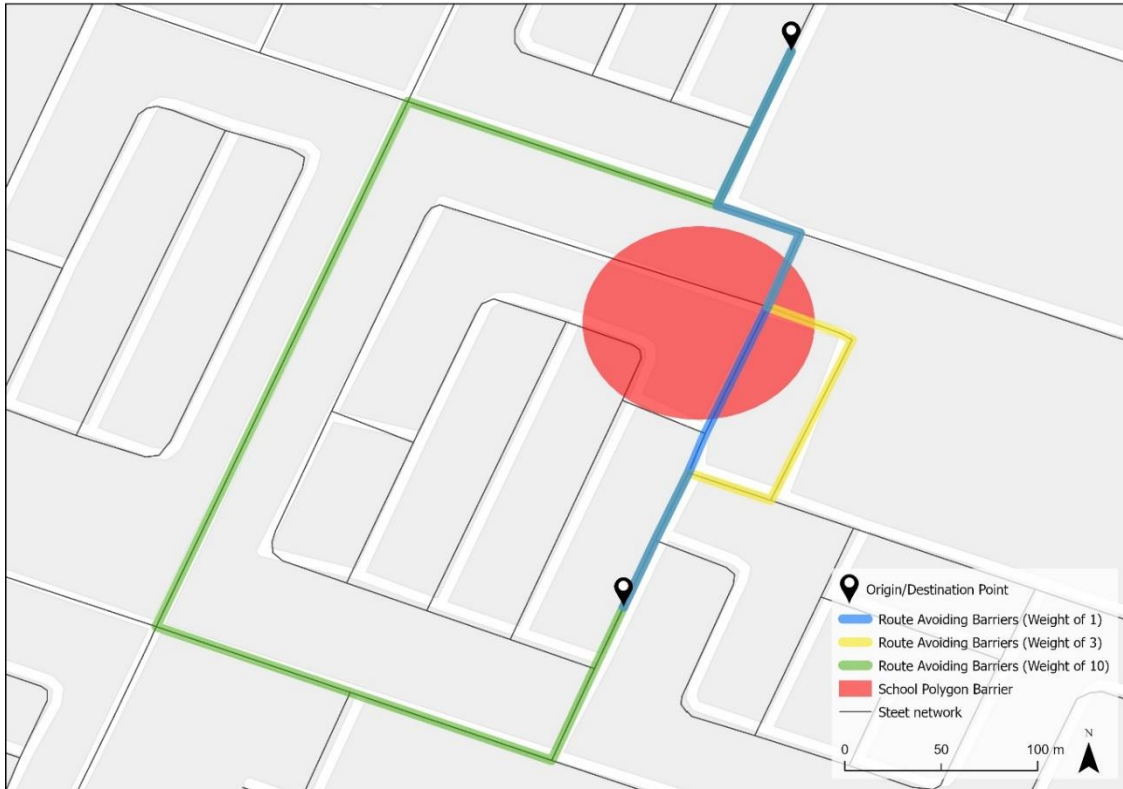 Origin/Destination Point
Route Avoiding Barriers (Weight of 1)
Route Avoiding Barriers (Weight of 3)
Route Avoiding Barriers (Weight of 10)
School Polygon Barrier
Steet network
N
0 50 100 m